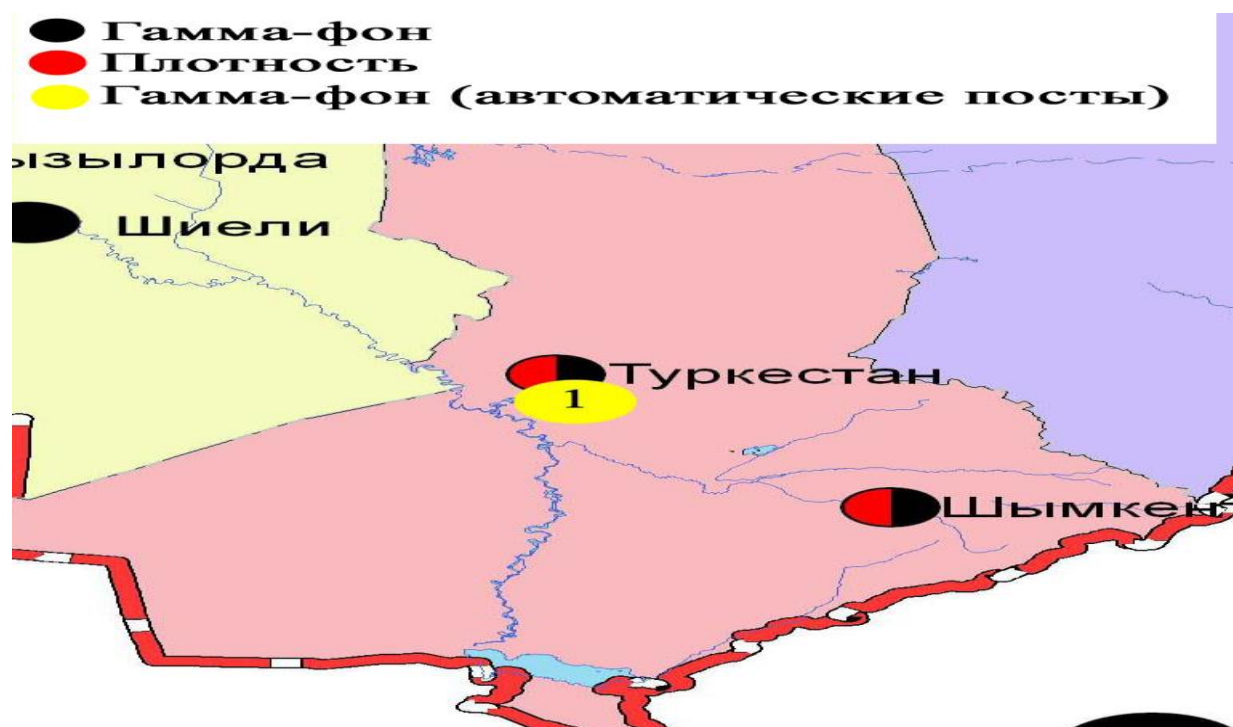 Гамма-фон
Плотность
Гамма-фон (автоматические посты)
ызылорда
Шиели
Туркестан
1
Шымкен